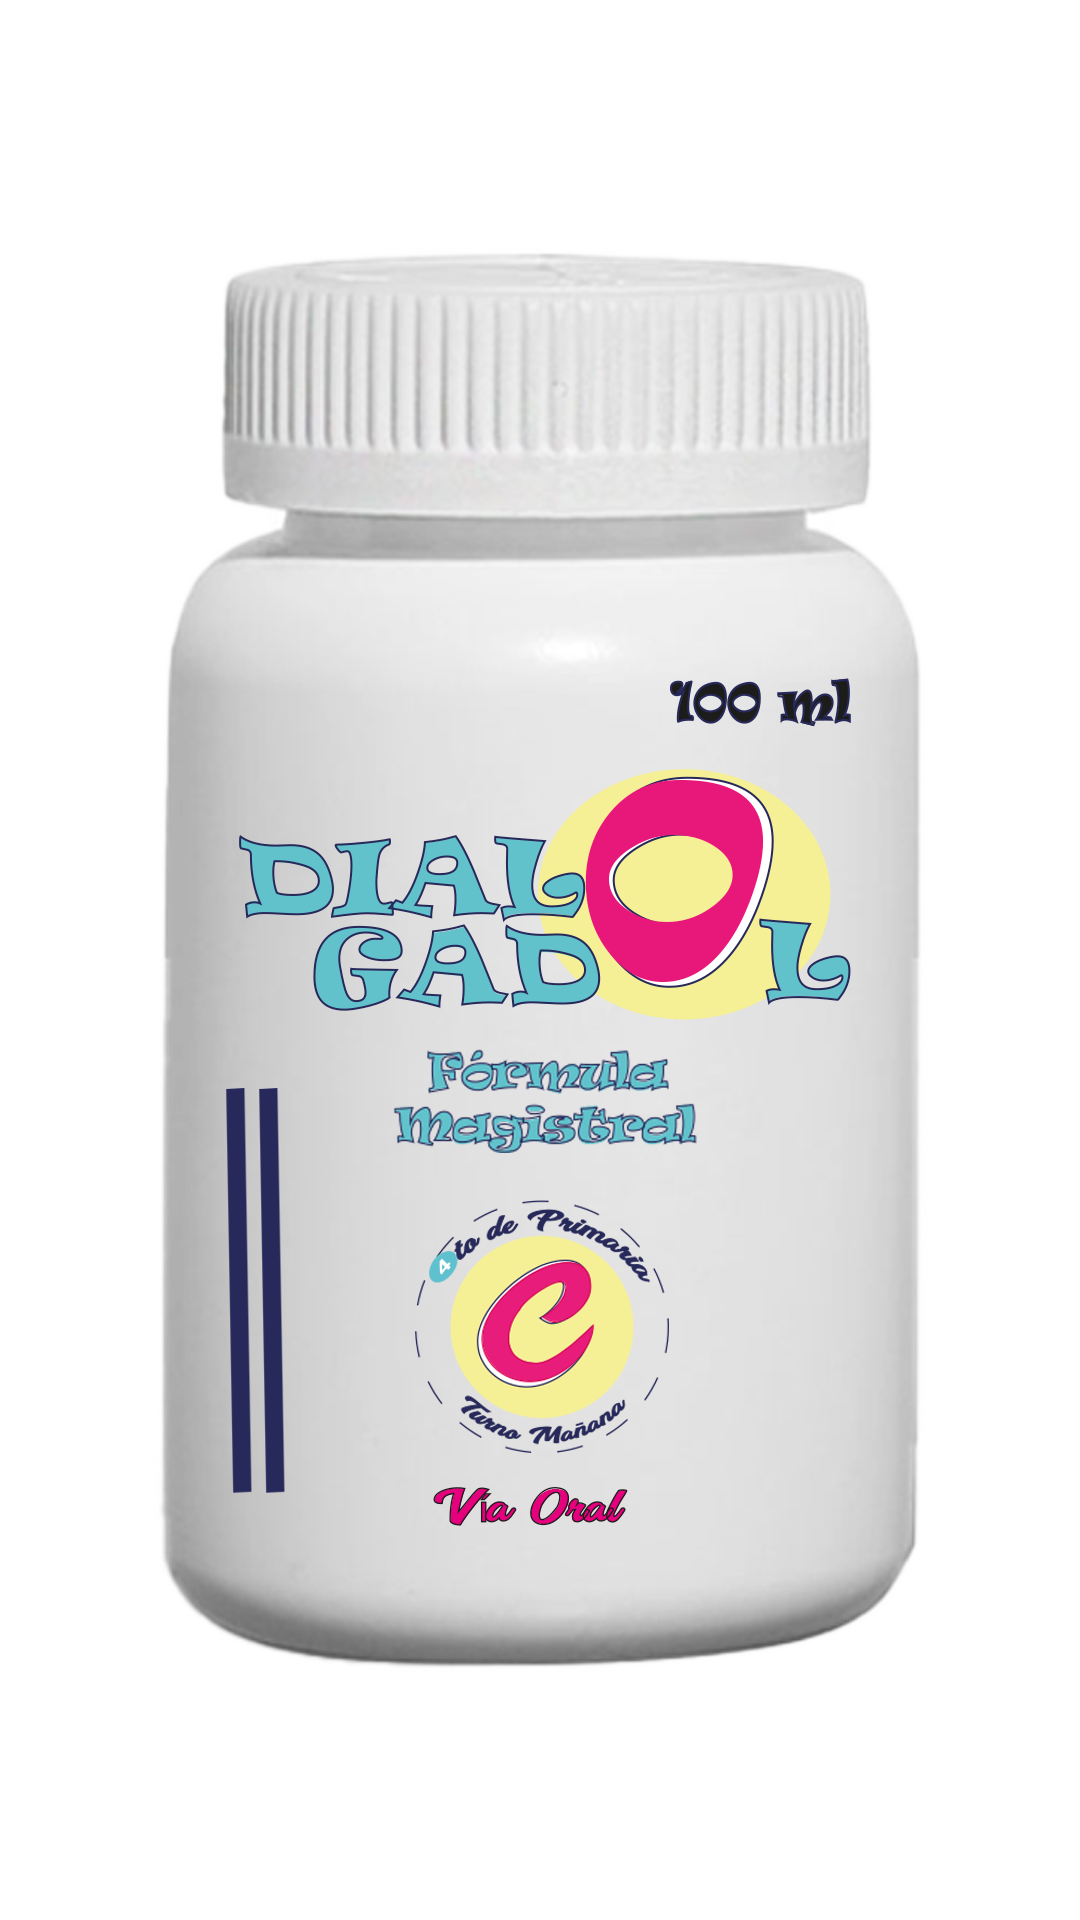 100 ml
DIALO
GADOL
Fórmula
Magistral
4to de Primaria
C
Turno Mañana
Vía Oral